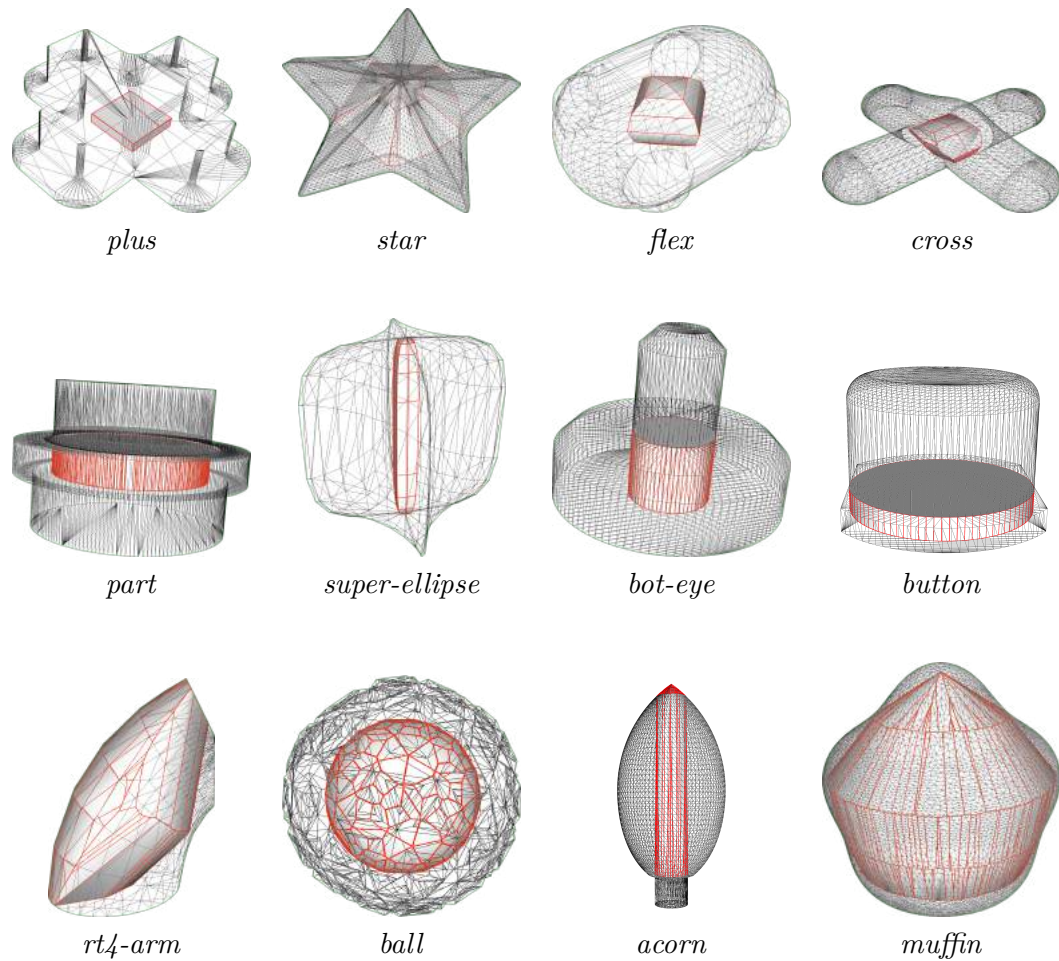 plus star flex cross
part super-ellipse bot-eye button
rt4-arm ball acorn muffin